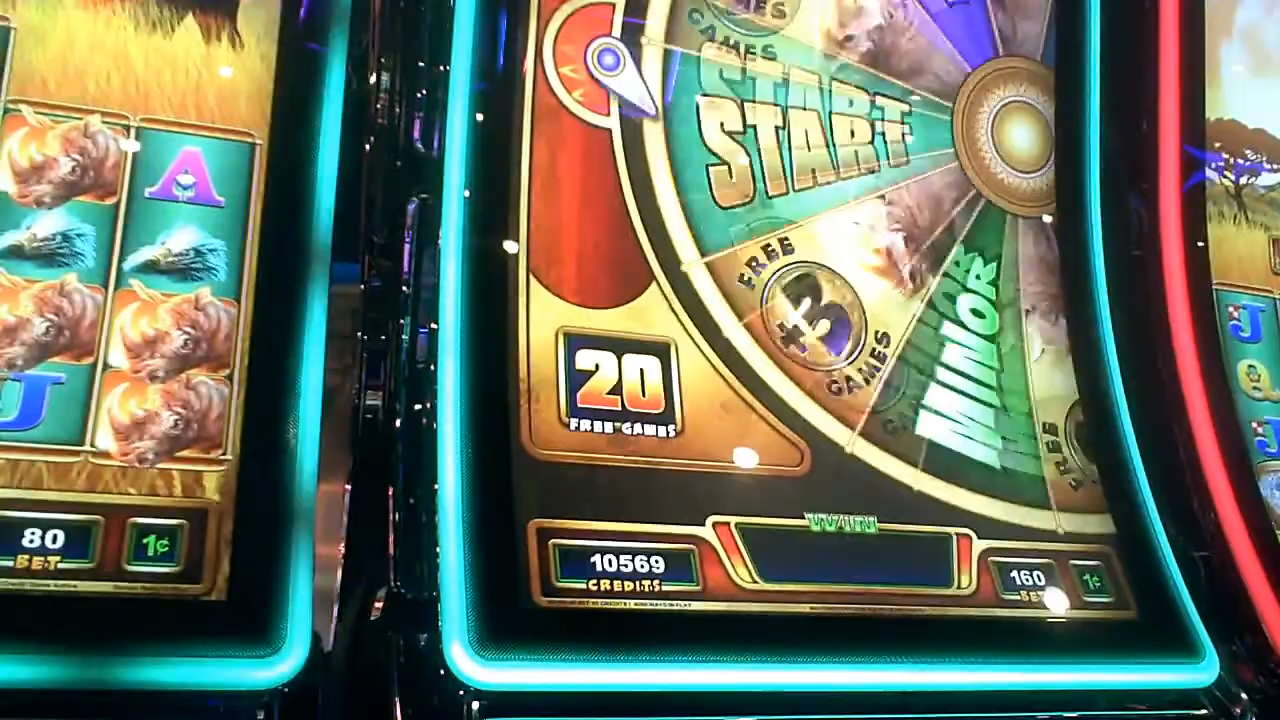 A
J
80
BET
1¢
GAMES
START
START
FREE
+3
GAMES
MINOR
FREE
20
FREE GAMES
WIN
10569
CREDITS
160
BET
1¢
J
Q
J